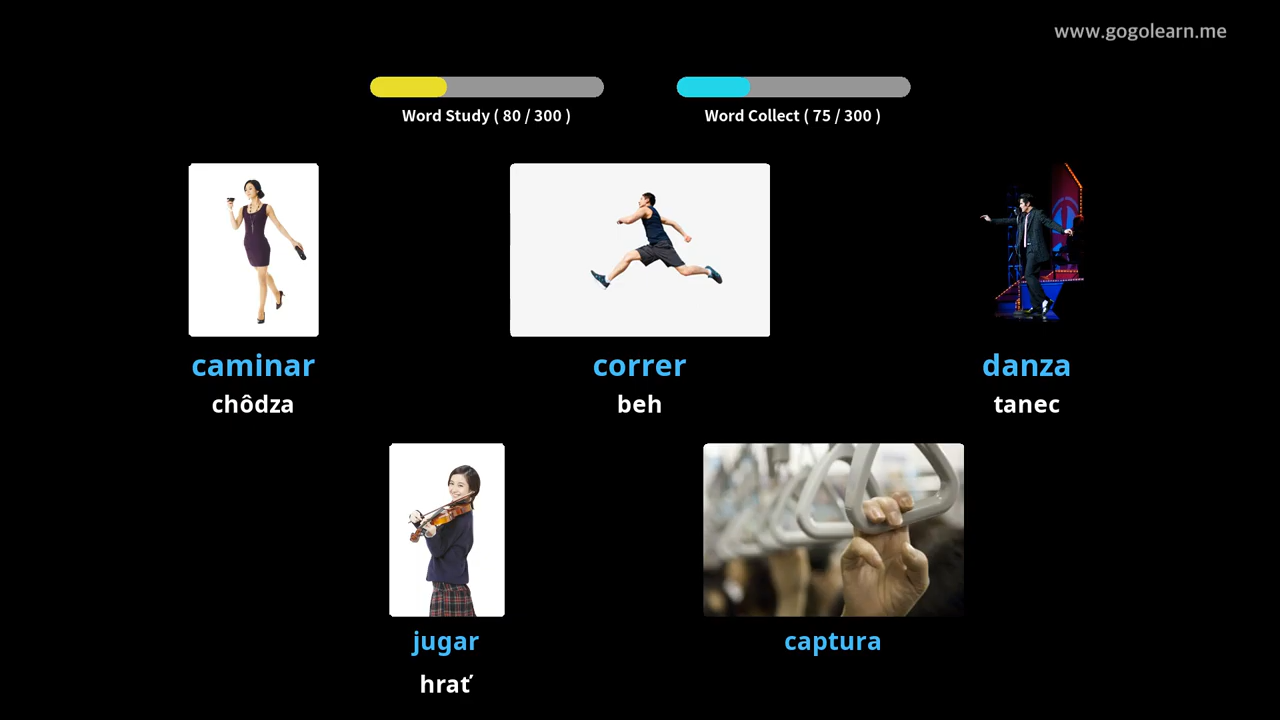 www.gogolearn.me
Word Study ( 80 / 300 )
Word Collect ( 75 / 300 )
caminar
chôdza
correr
beh
danza
tanec
jugar
hrať
captura